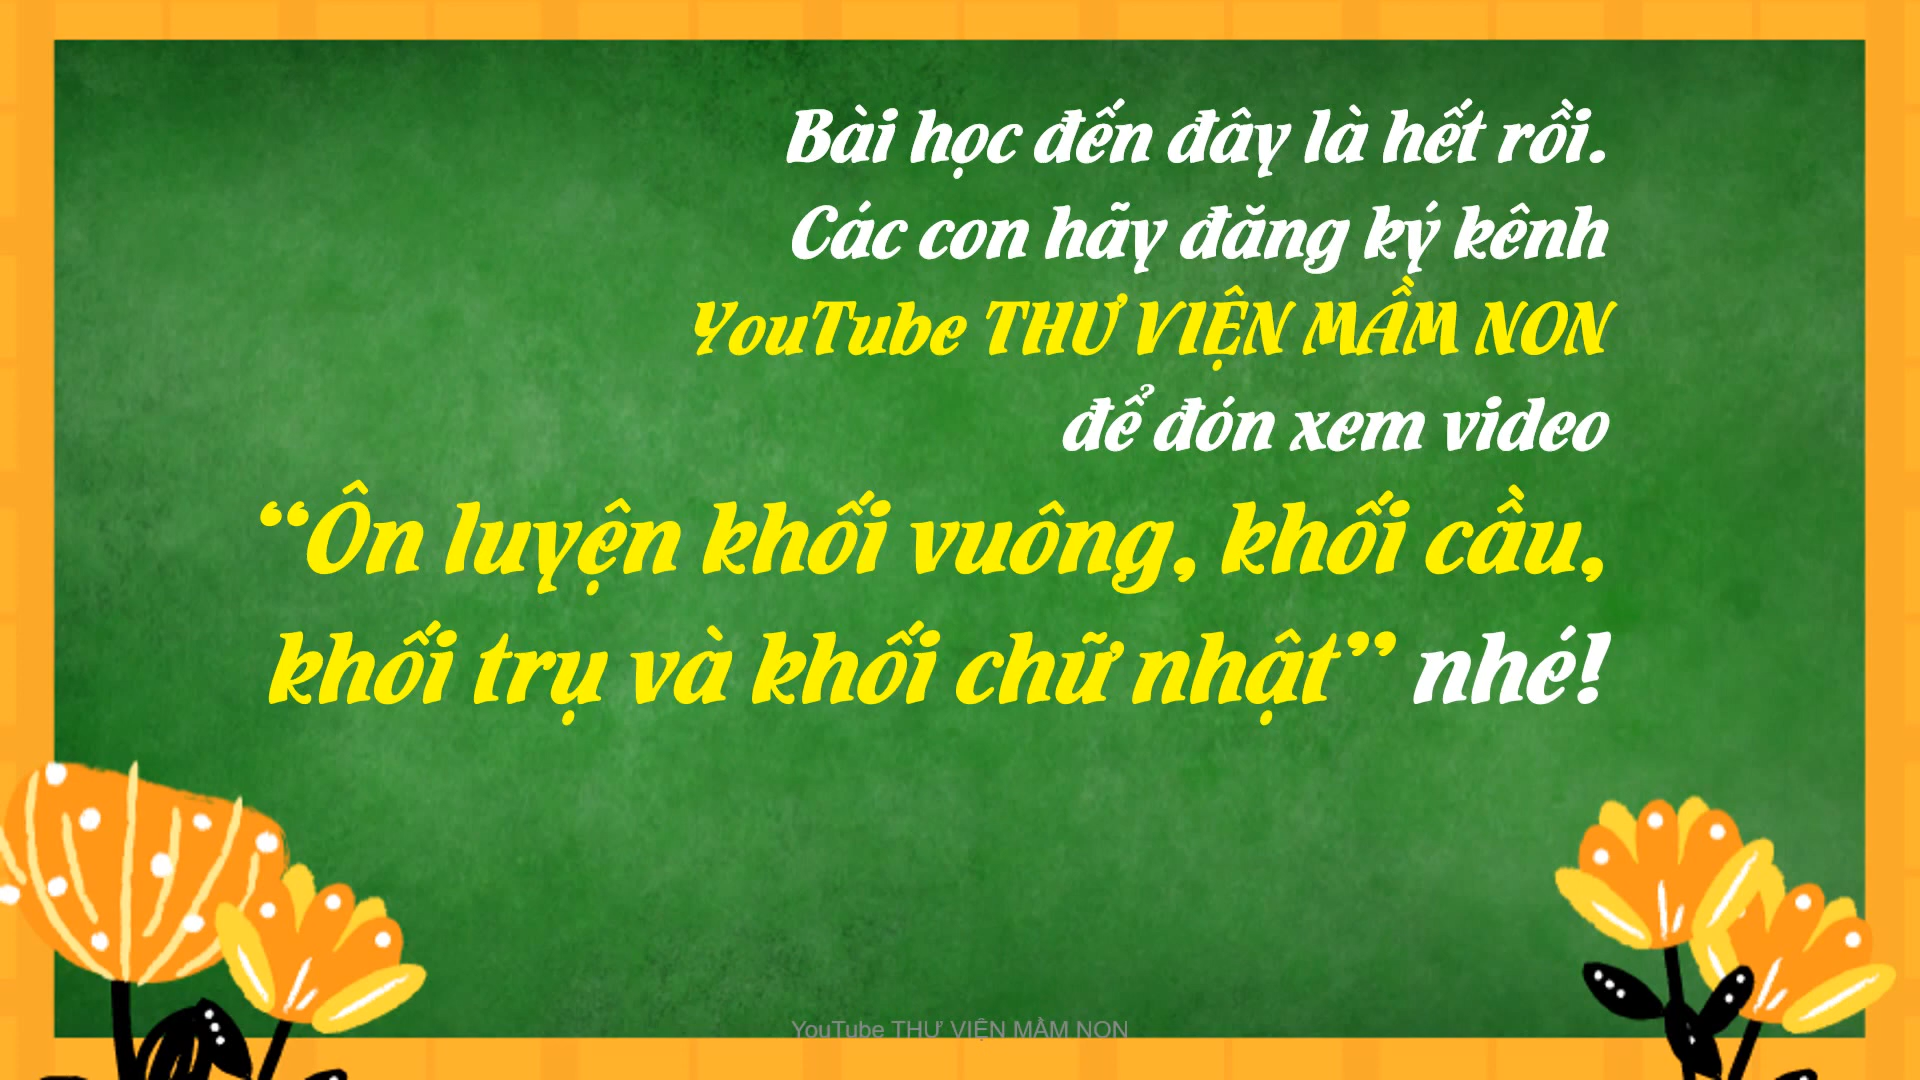 Bài học đến đây là hết rồi.
Các con hãy đăng ký kênh
YouTube THƯ VIỆN MẦM NON
để đón xem video
“Ôn luyện khối vuông, khối cầu,
khối trụ và khối chữ nhật” nhé!
YouTube THƯ VIỆN MẦM NON